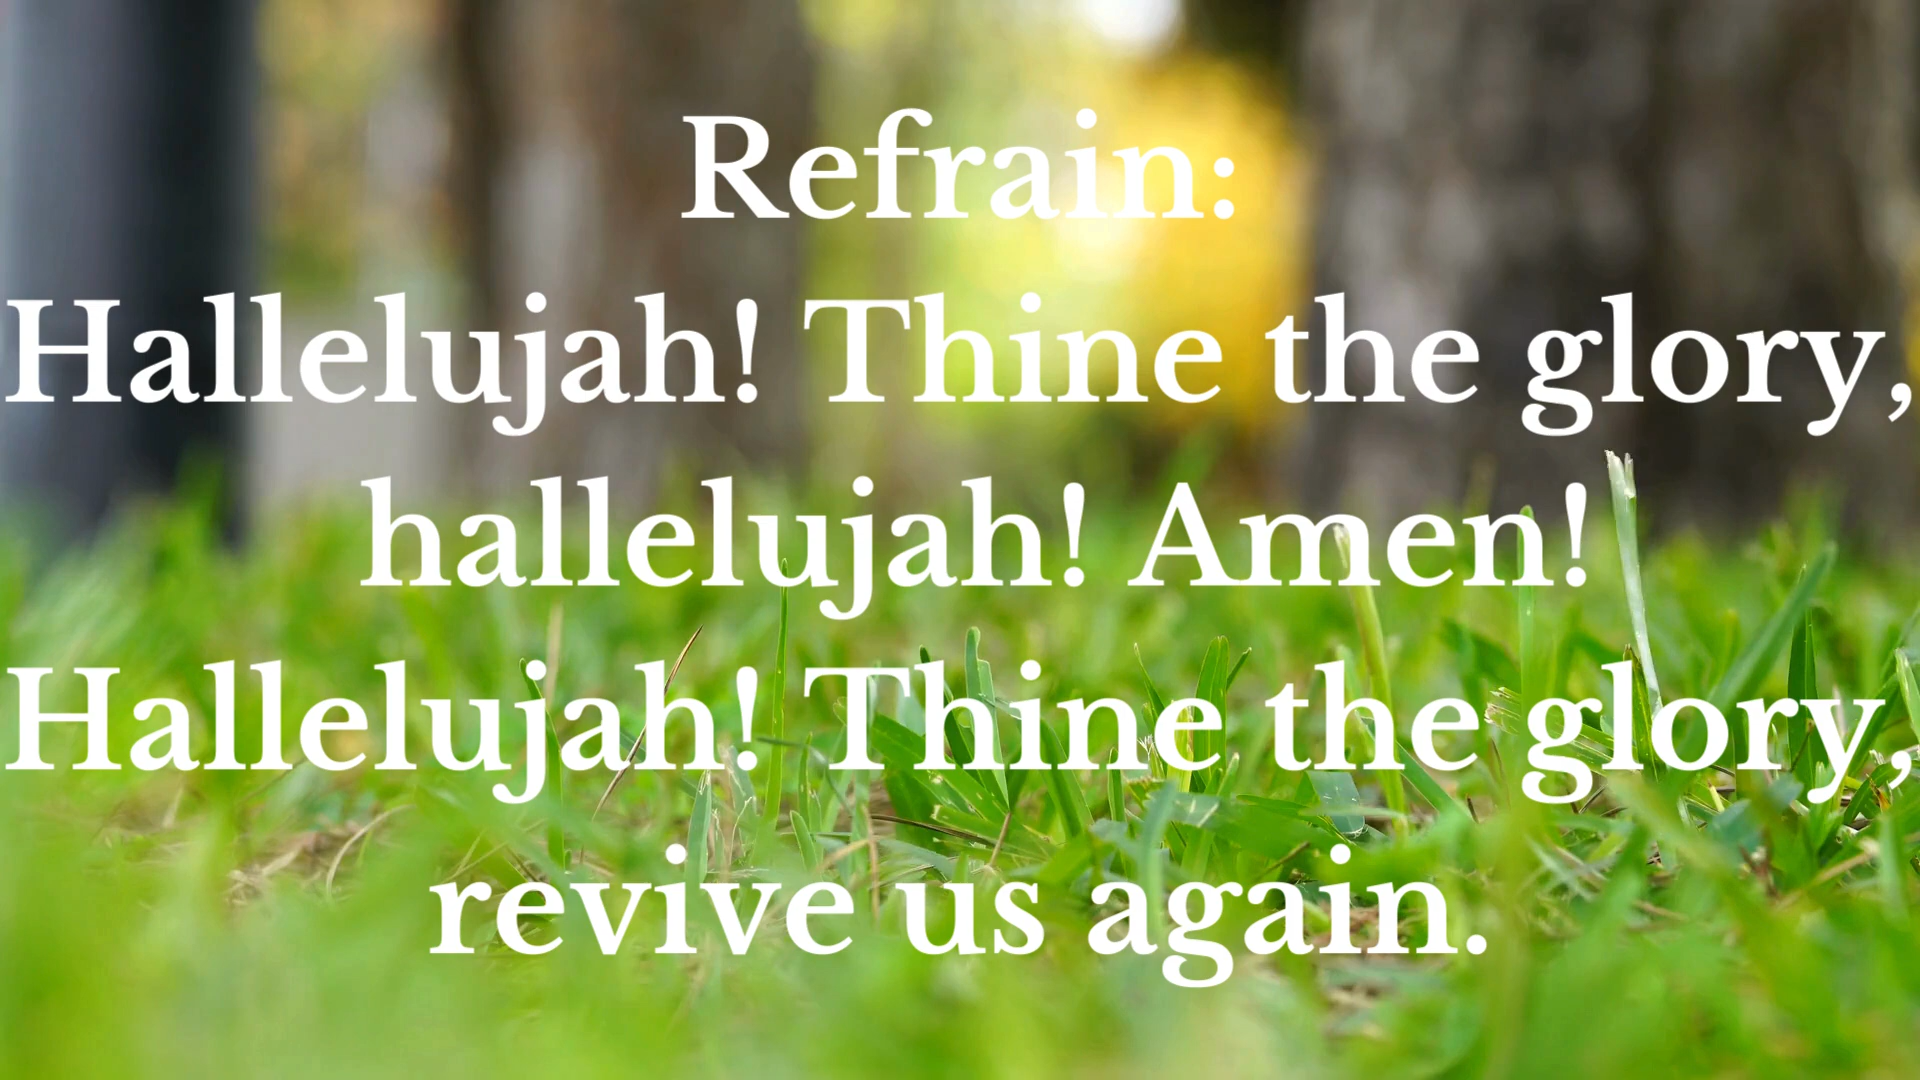 Refrain:
Hallelujah! Thine the glory,
hallelujah! Amen!
Hallelujah! Thine the glory,
revive us again.